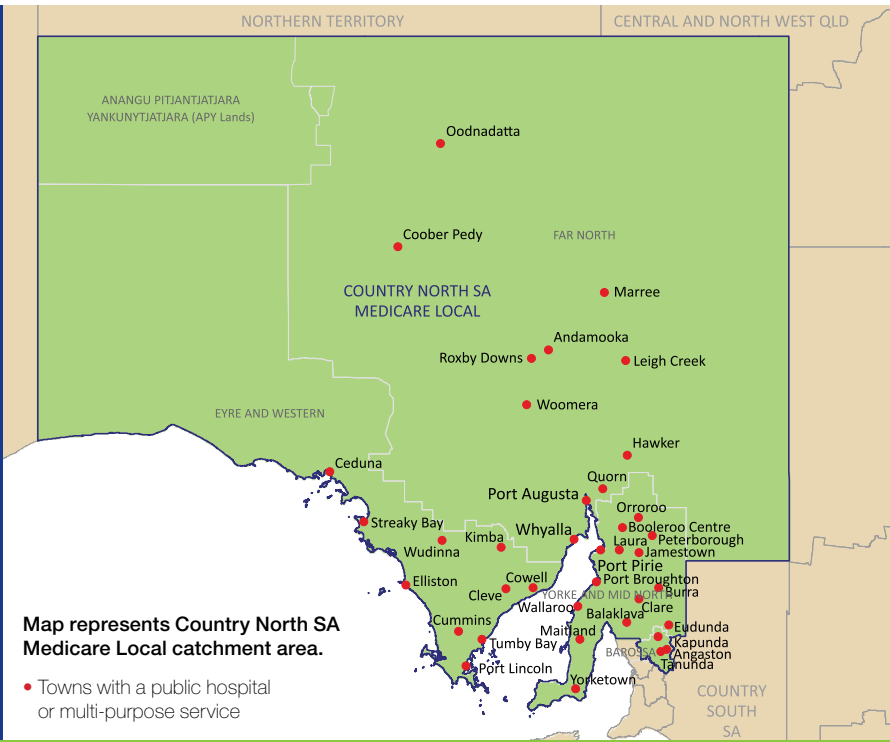 NORTHERN TERRITORY
CENTRAL AND NORTH WEST QLD
ANANGU PITJANTJATJARA
YANKUNYTJATJARA (APY Lands)
Oodnadatta
Coober Pedy
FAR NORTH
COUNTRY NORTH SA
MEDICARE LOCAL
Marree
Andamooka
Roxby Downs
Leigh Creek
Woomera
EYRE AND WESTERN
Hawker
Ceduna
Quorn
Port Augusta
Orroroo
Streaky Bay
Booleroo Centre
Whyalla
Kimba
Laura
Peterborough
Wudinna
Jamestown
Port Pirie
Elliston
Cowell
Port Broughton
Cleve
YORKE AND MID NORTH
Burra
Wallaroo
Clare
Balaklava
Cummins
Maitland
Eudunda
Tumby Bay
Kapunda
BAROSSA
Angaston
Tanunda
Port Lincoln
Yorketown
COUNTRY
SOUTH
SA
Map represents Country North SA
Medicare Local catchment area.
Towns with a public hospital
or multi-purpose service